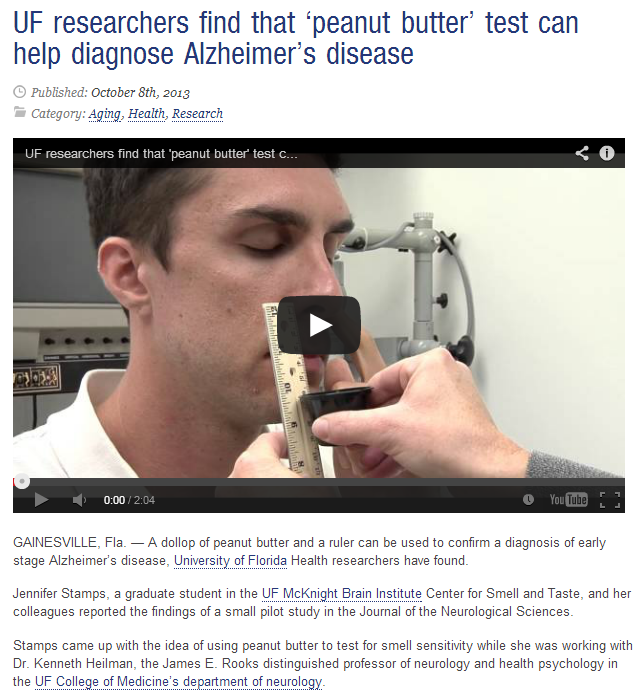 UF researchers find that ‘peanut butter’ test can
help diagnose Alzheimer’s disease
Published: October 8th, 2013
Category: Aging, Health, Research
UF researchers find that 'peanut butter' test c...
0:00 / 2:04
YouTube
GAINESVILLE, Fla. — A dollop of peanut butter and a ruler can be used to confirm a diagnosis of early
stage Alzheimer’s disease, University of Florida Health researchers have found.
Jennifer Stamps, a graduate student in the UF McKnight Brain Institute Center for Smell and Taste, and her
colleagues reported the findings of a small pilot study in the Journal of the Neurological Sciences.
Stamps came up with the idea of using peanut butter to test for smell sensitivity while she was working with
Dr. Kenneth Heilman, the James E. Rooks distinguished professor of neurology and health psychology in
the UF College of Medicine’s department of neurology.